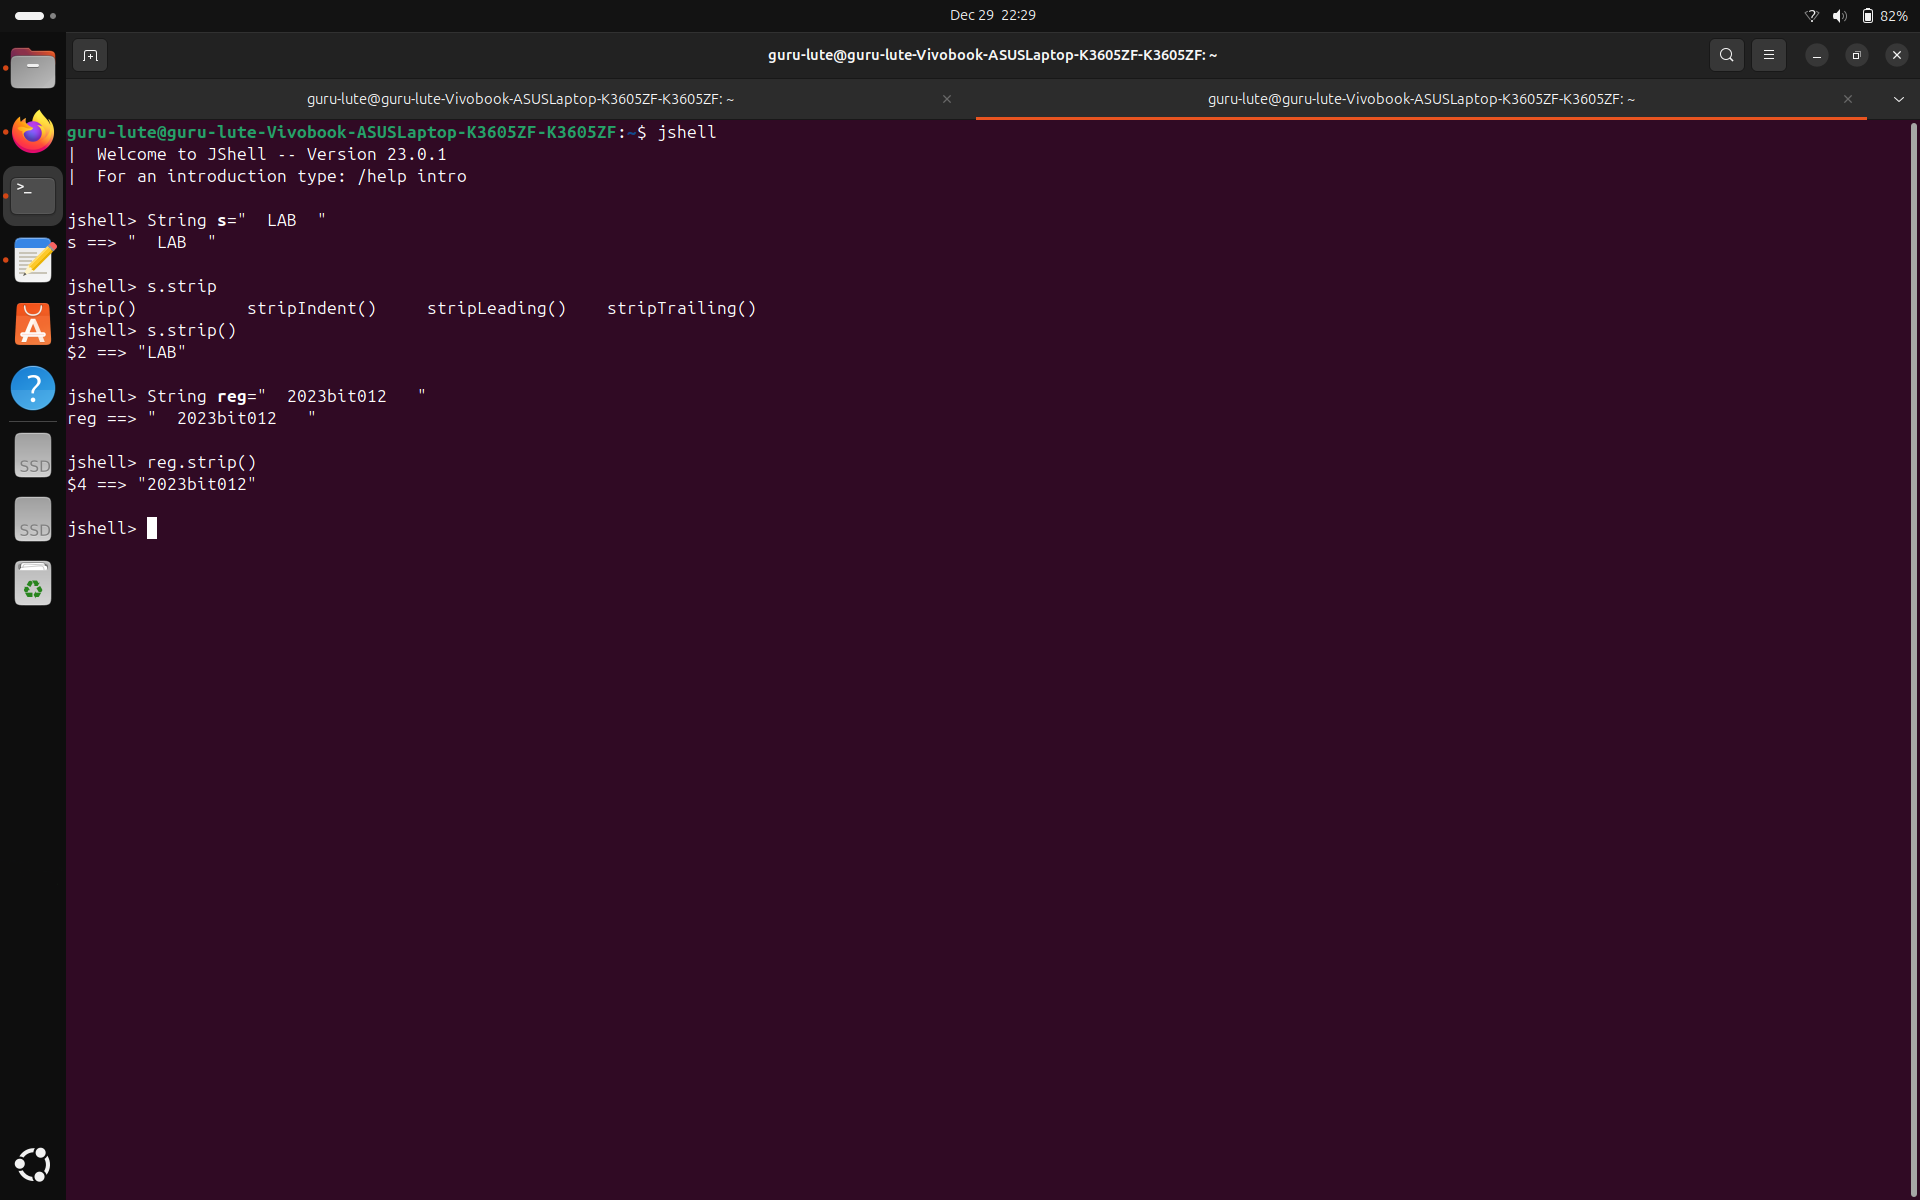 Dec 29  22:29
82%
guru-lute@guru-lute-Vivobook-ASUSLaptop-K3605ZF-K3605ZF: ~
guru-lute@guru-lute-Vivobook-ASUSLaptop-K3605ZF-K3605ZF: ~
guru-lute@guru-lute-Vivobook-ASUSLaptop-K3605ZF-K3605ZF: ~
guru-lute@guru-lute-Vivobook-ASUSLaptop-K3605ZF-K3605ZF:~$ jshell
|  Welcome to JShell -- Version 23.0.1
|  For an introduction type: /help intro
jshell> String s="  LAB  "
s ==> "  LAB  "
jshell> s.strip
strip()           stripIndent()     stripLeading()    stripTrailing()
jshell> s.strip()
$2 ==> "LAB"
jshell> String reg="  2023bit012   "
reg ==> "  2023bit012   "
jshell> reg.strip()
$4 ==> "2023bit012"
jshell>
SSD
SSD